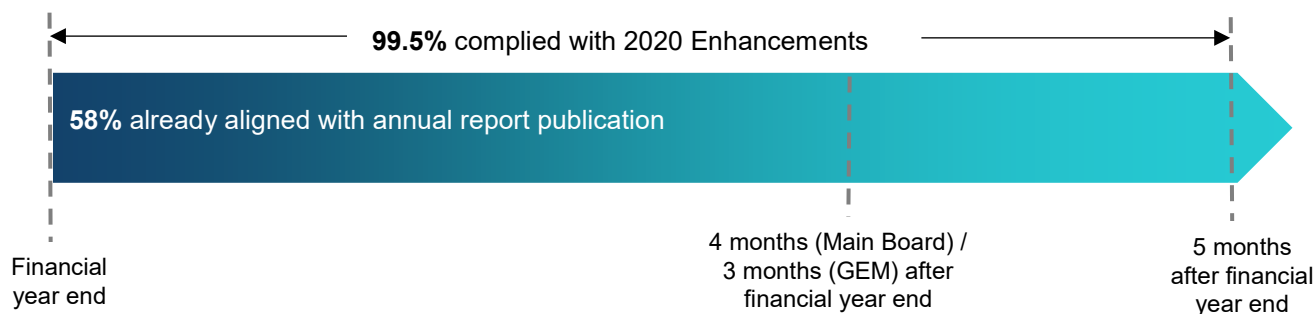 99.5% complied with 2020 Enhancements
58% already aligned with annual report publication
Financial
year end
4 months (Main Board) /
3 months (GEM) after
financial year end
5 months
after financial
year end